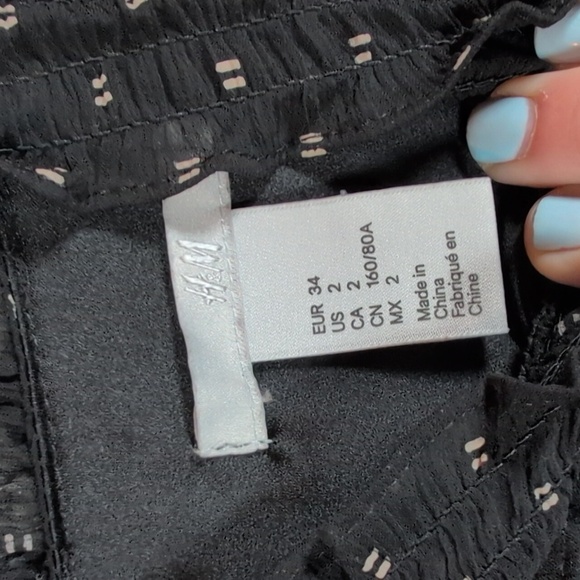 H&M
EUR 34
US 2
CA 2
CN 160/80A
MX 2
Made in
China
Fabriqué en
Chine